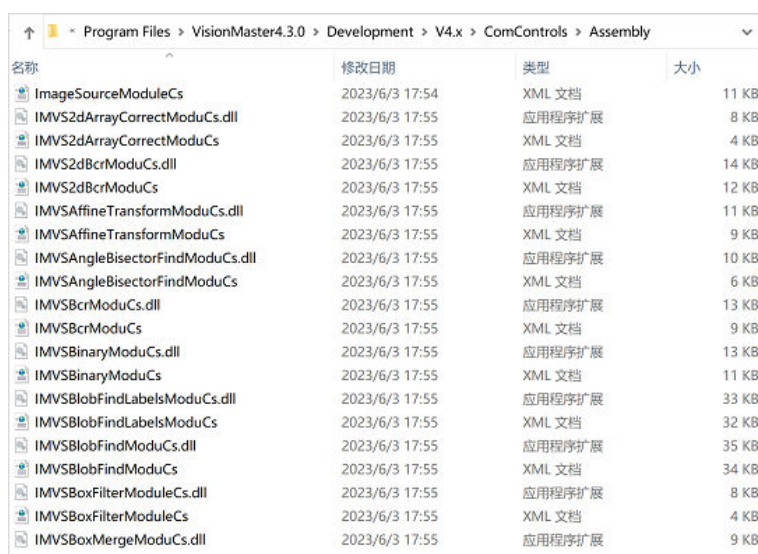 Program Files > VisionMaster4.3.0 > Development > V4.x > ComControls > Assembly
名称 修改日期 类型 大小
ImageSourceModuleCs 2023/6/3 17:54 XML 文档 11 KB
IMVS2dArrayCorrectModuCs.dll 2023/6/3 17:55 应用程序扩展 8 KB
IMVS2dArrayCorrectModuCs 2023/6/3 17:55 XML 文档 4 KB
IMVS2dBcrModuCs.dll 2023/6/3 17:55 应用程序扩展 14 KB
IMVS2dBcrModuCs 2023/6/3 17:55 XML 文档 12 KB
IMVSAffineTransformModuCs.dll 2023/6/3 17:55 应用程序扩展 11 KB
IMVSAffineTransformModuCs 2023/6/3 17:55 XML 文档 9 KB
IMVSAngleBisectorFindModuCs.dll 2023/6/3 17:55 应用程序扩展 10 KB
IMVSAngleBisectorFindModuCs 2023/6/3 17:55 XML 文档 6 KB
IMVSBcrModuCs.dll 2023/6/3 17:55 应用程序扩展 13 KB
IMVSBcrModuCs 2023/6/3 17:55 XML 文档 9 KB
IMVSBinaryModuCs.dll 2023/6/3 17:55 应用程序扩展 13 KB
IMVSBinaryModuCs 2023/6/3 17:55 XML 文档 11 KB
IMVSBlobFindLabelsModuCs.dll 2023/6/3 17:55 应用程序扩展 33 KB
IMVSBlobFindLabelsModuCs 2023/6/3 17:55 XML 文档 32 KB
IMVSBlobFindModuCs.dll 2023/6/3 17:55 应用程序扩展 35 KB
IMVSBlobFindModuCs 2023/6/3 17:55 XML 文档 34 KB
IMVSBoxFilterModuleCs.dll 2023/6/3 17:55 应用程序扩展 8 KB
IMVSBoxFilterModuleCs 2023/6/3 17:55 XML 文档 4 KB
IMVSBoxMergeModuCs.dll 2023/6/3 17:55 应用程序扩展 9 KB